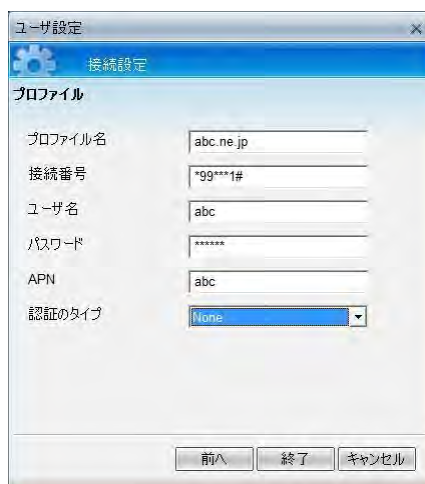 ユーザ設定
接続設定
プロファイル
プロファイル名 abc.ne.jp
接続番号 *99***1#
ユーザ名 abc
パスワード ******
APN abc
認証のタイプ None
前へ 終了 キャンセル